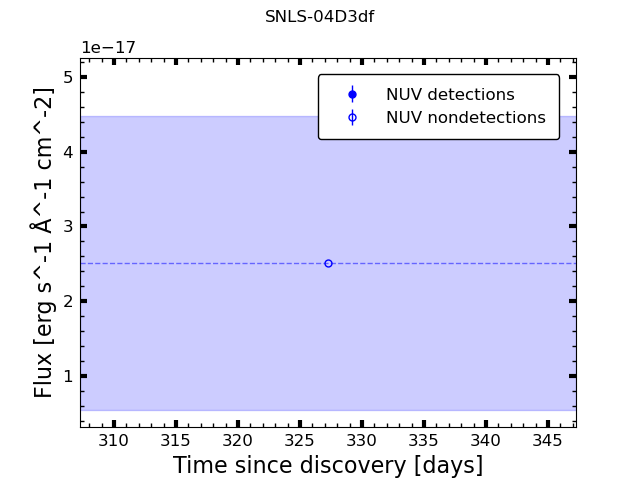 SNLS-04D3df
1e−17
5
4
3
2
1
Flux [erg s^-1 Å^-1 cm^-2]
NUV detections
NUV nondetections
310 315 320 325 330 335 340 345
Time since discovery [days]